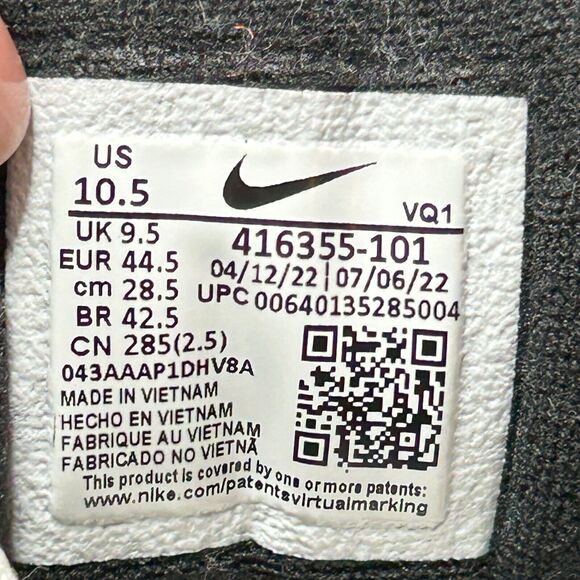 US
10.5
VQ1
UK 9.5
416355-101
EUR 44.5
04/12/22 | 07/06/22
cm 28.5
UPC 00640135285004
BR 42.5
CN 285(2.5)
043AAAP1DHV8A
MADE IN VIETNAM
HECHO EN VIETNAM
FABRIQUE AU VIETNAM
FABRICADO NO VIETNÃ
This product is covered by one or more patents:
www.nike.com/patentsvirtualmarking